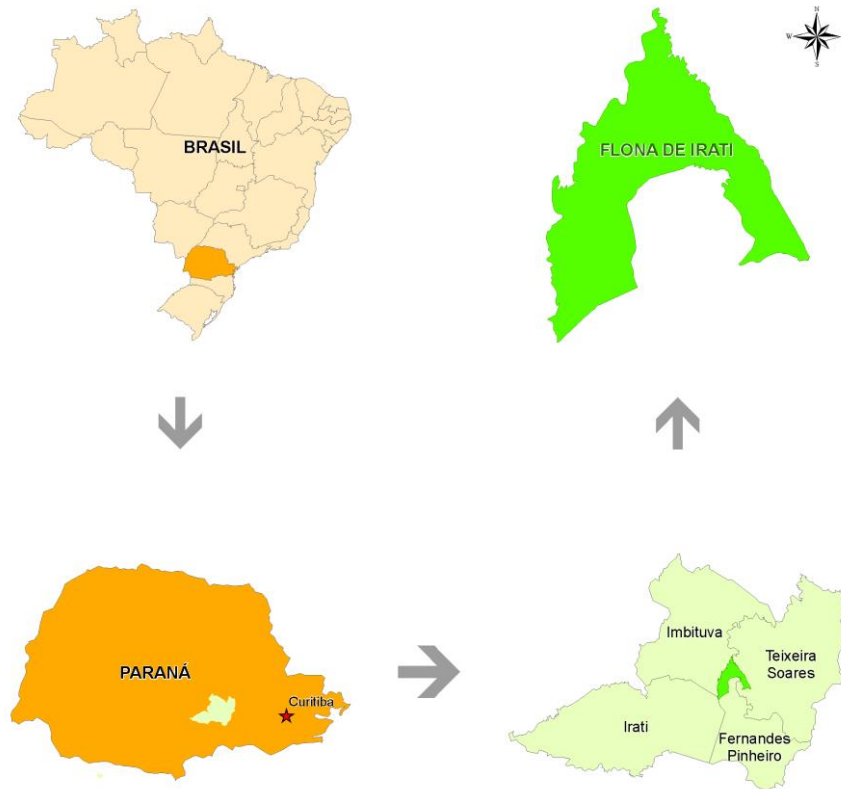 BRASIL
FLONA DE IRATI
N
W
E
S
PARANÁ
Curitiba
Imbituva
Teixeira
Soares
Irati
Fernandes
Pinheiro